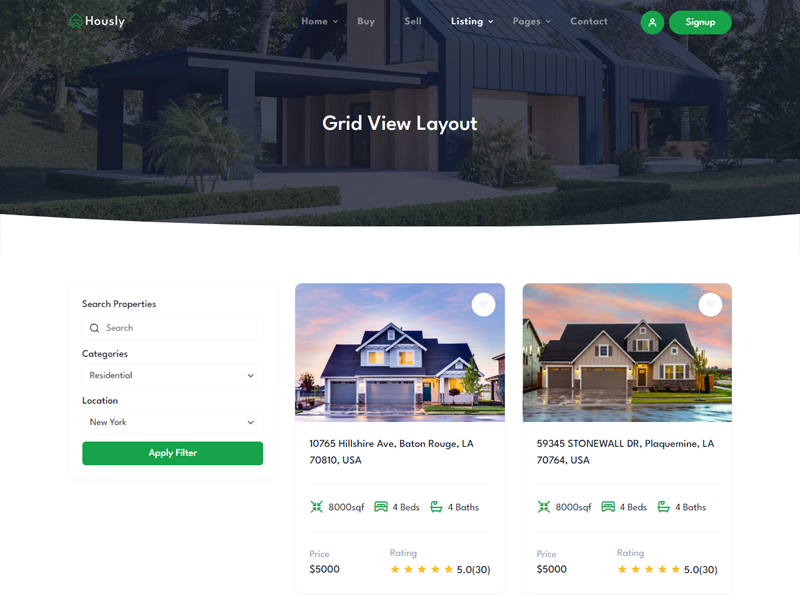 Hously
Home
Buy
Sell
Listing
Pages
Contact
Signup
Grid View Layout
Search Properties
Search
Categories
Residential
Location
New York
Apply Filter
10765 Hillshire Ave, Baton Rouge, LA
70810, USA
8000sqf
4 Beds
4 Baths
Price
$5000
Rating
5.0(30)
59345 STONEWALL DR, Plaquemine, LA
70764, USA
8000sqf
4 Beds
4 Baths
Price
$5000
Rating
5.0(30)